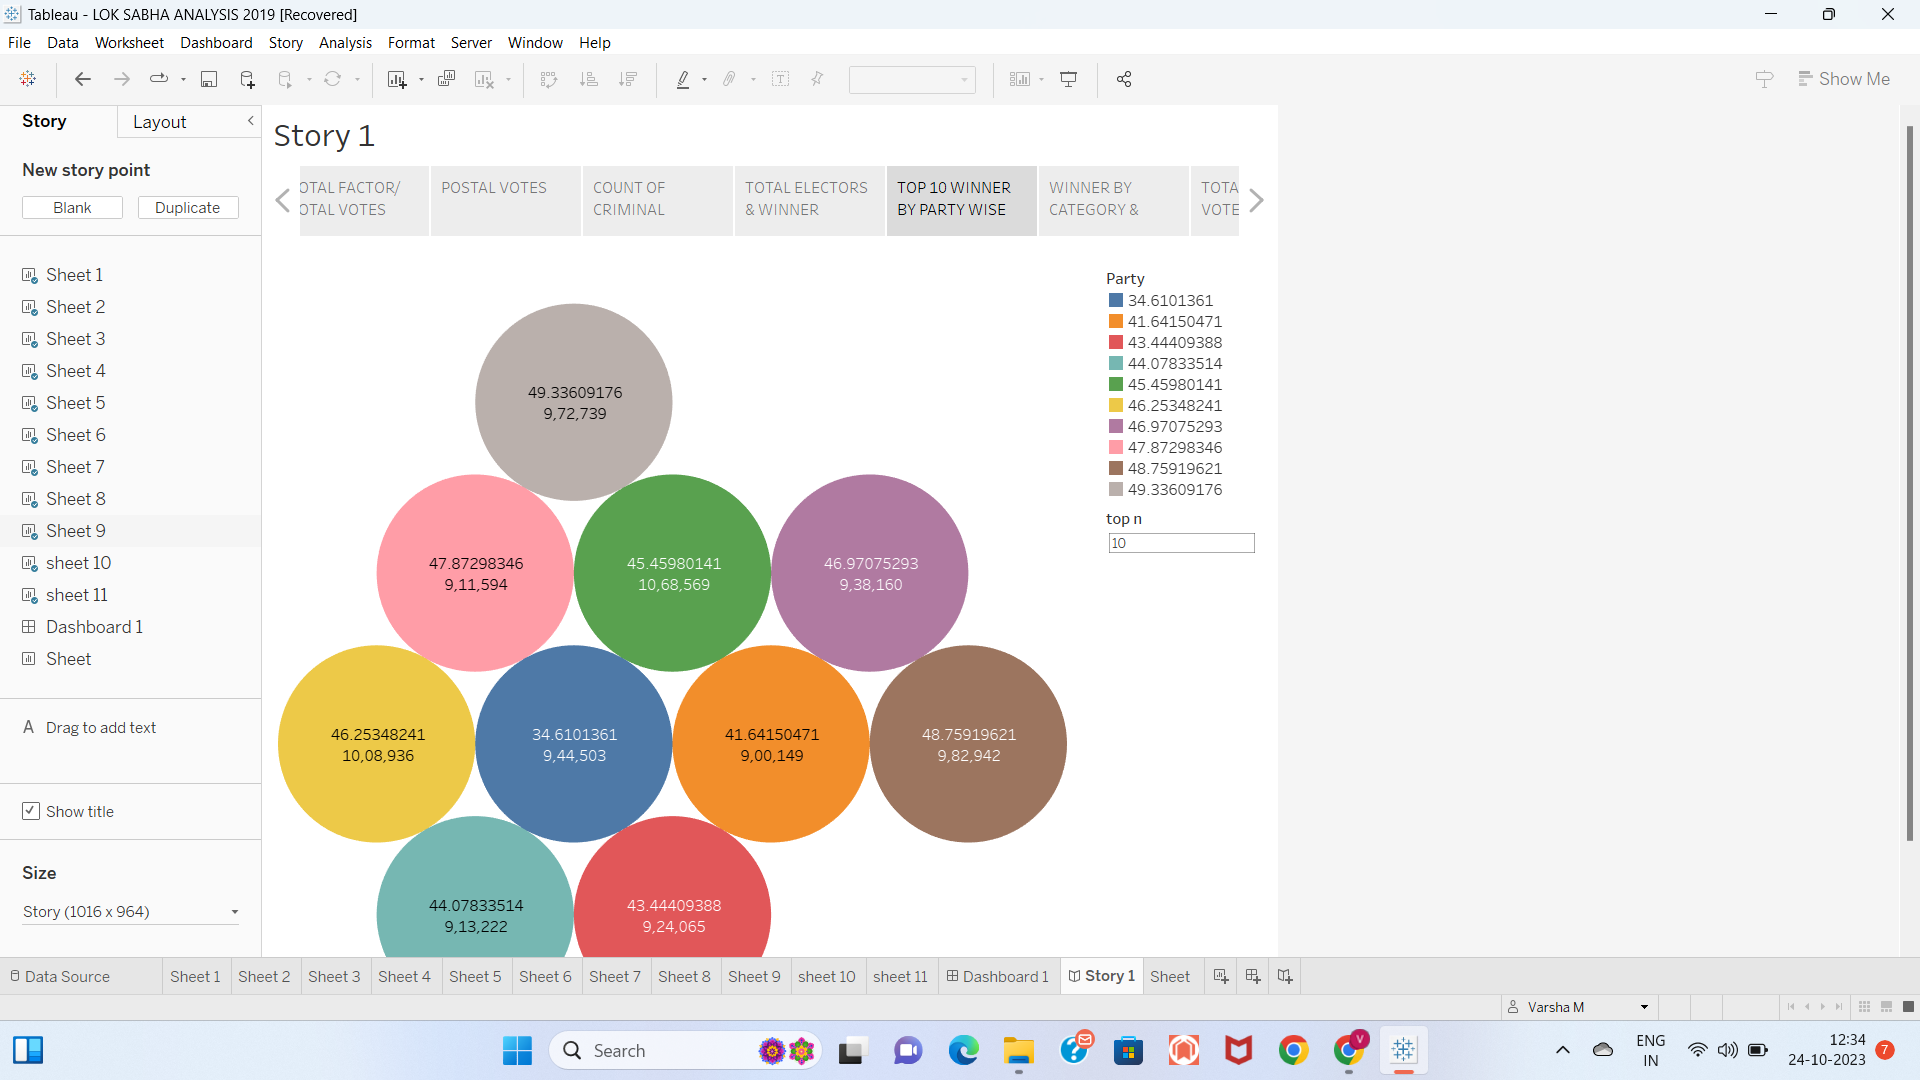 Tableau - LOK SABHA ANALYSIS 2019 [Recovered]
File Data Worksheet Dashboard Story Analysis Format Server Window Help
Show Me
Story Layout
New story point
Blank Duplicate
Sheet 1
Sheet 2
Sheet 3
Sheet 4
Sheet 5
Sheet 6
Sheet 7
Sheet 8
Sheet 9
sheet 10
sheet 11
Dashboard 1
Sheet
A Drag to add text
Show title
Size
Story (1016 x 964)
Story 1
OTAL FACTOR/
OTAL VOTES
POSTAL VOTES
COUNT OF
CRIMINAL
TOTAL ELECTORS
& WINNER
TOP 10 WINNER
BY PARTY WISE
WINNER BY
CATEGORY &
TOTA
VOTE
49.33609176
9,72,739
47.87298346
9,11,594
45.45980141
10,68,569
46.97075293
9,38,160
46.25348241
10,08,936
34.6101361
9,44,503
41.64150471
9,00,149
48.75919621
9,82,942
44.07833514
9,13,222
43.44409388
9,24,065
Party
34.6101361
41.64150471
43.44409388
44.07833514
45.45980141
46.25348241
46.97075293
47.87298346
48.75919621
49.33609176
top n
10
Data Source Sheet 1 Sheet 2 Sheet 3 Sheet 4 Sheet 5 Sheet 6 Sheet 7 Sheet 8 Sheet 9 sheet 10 sheet 11 Dashboard 1 Story 1 Sheet
Varsha M
Search
V
ENG
IN
12:34
24-10-2023
7